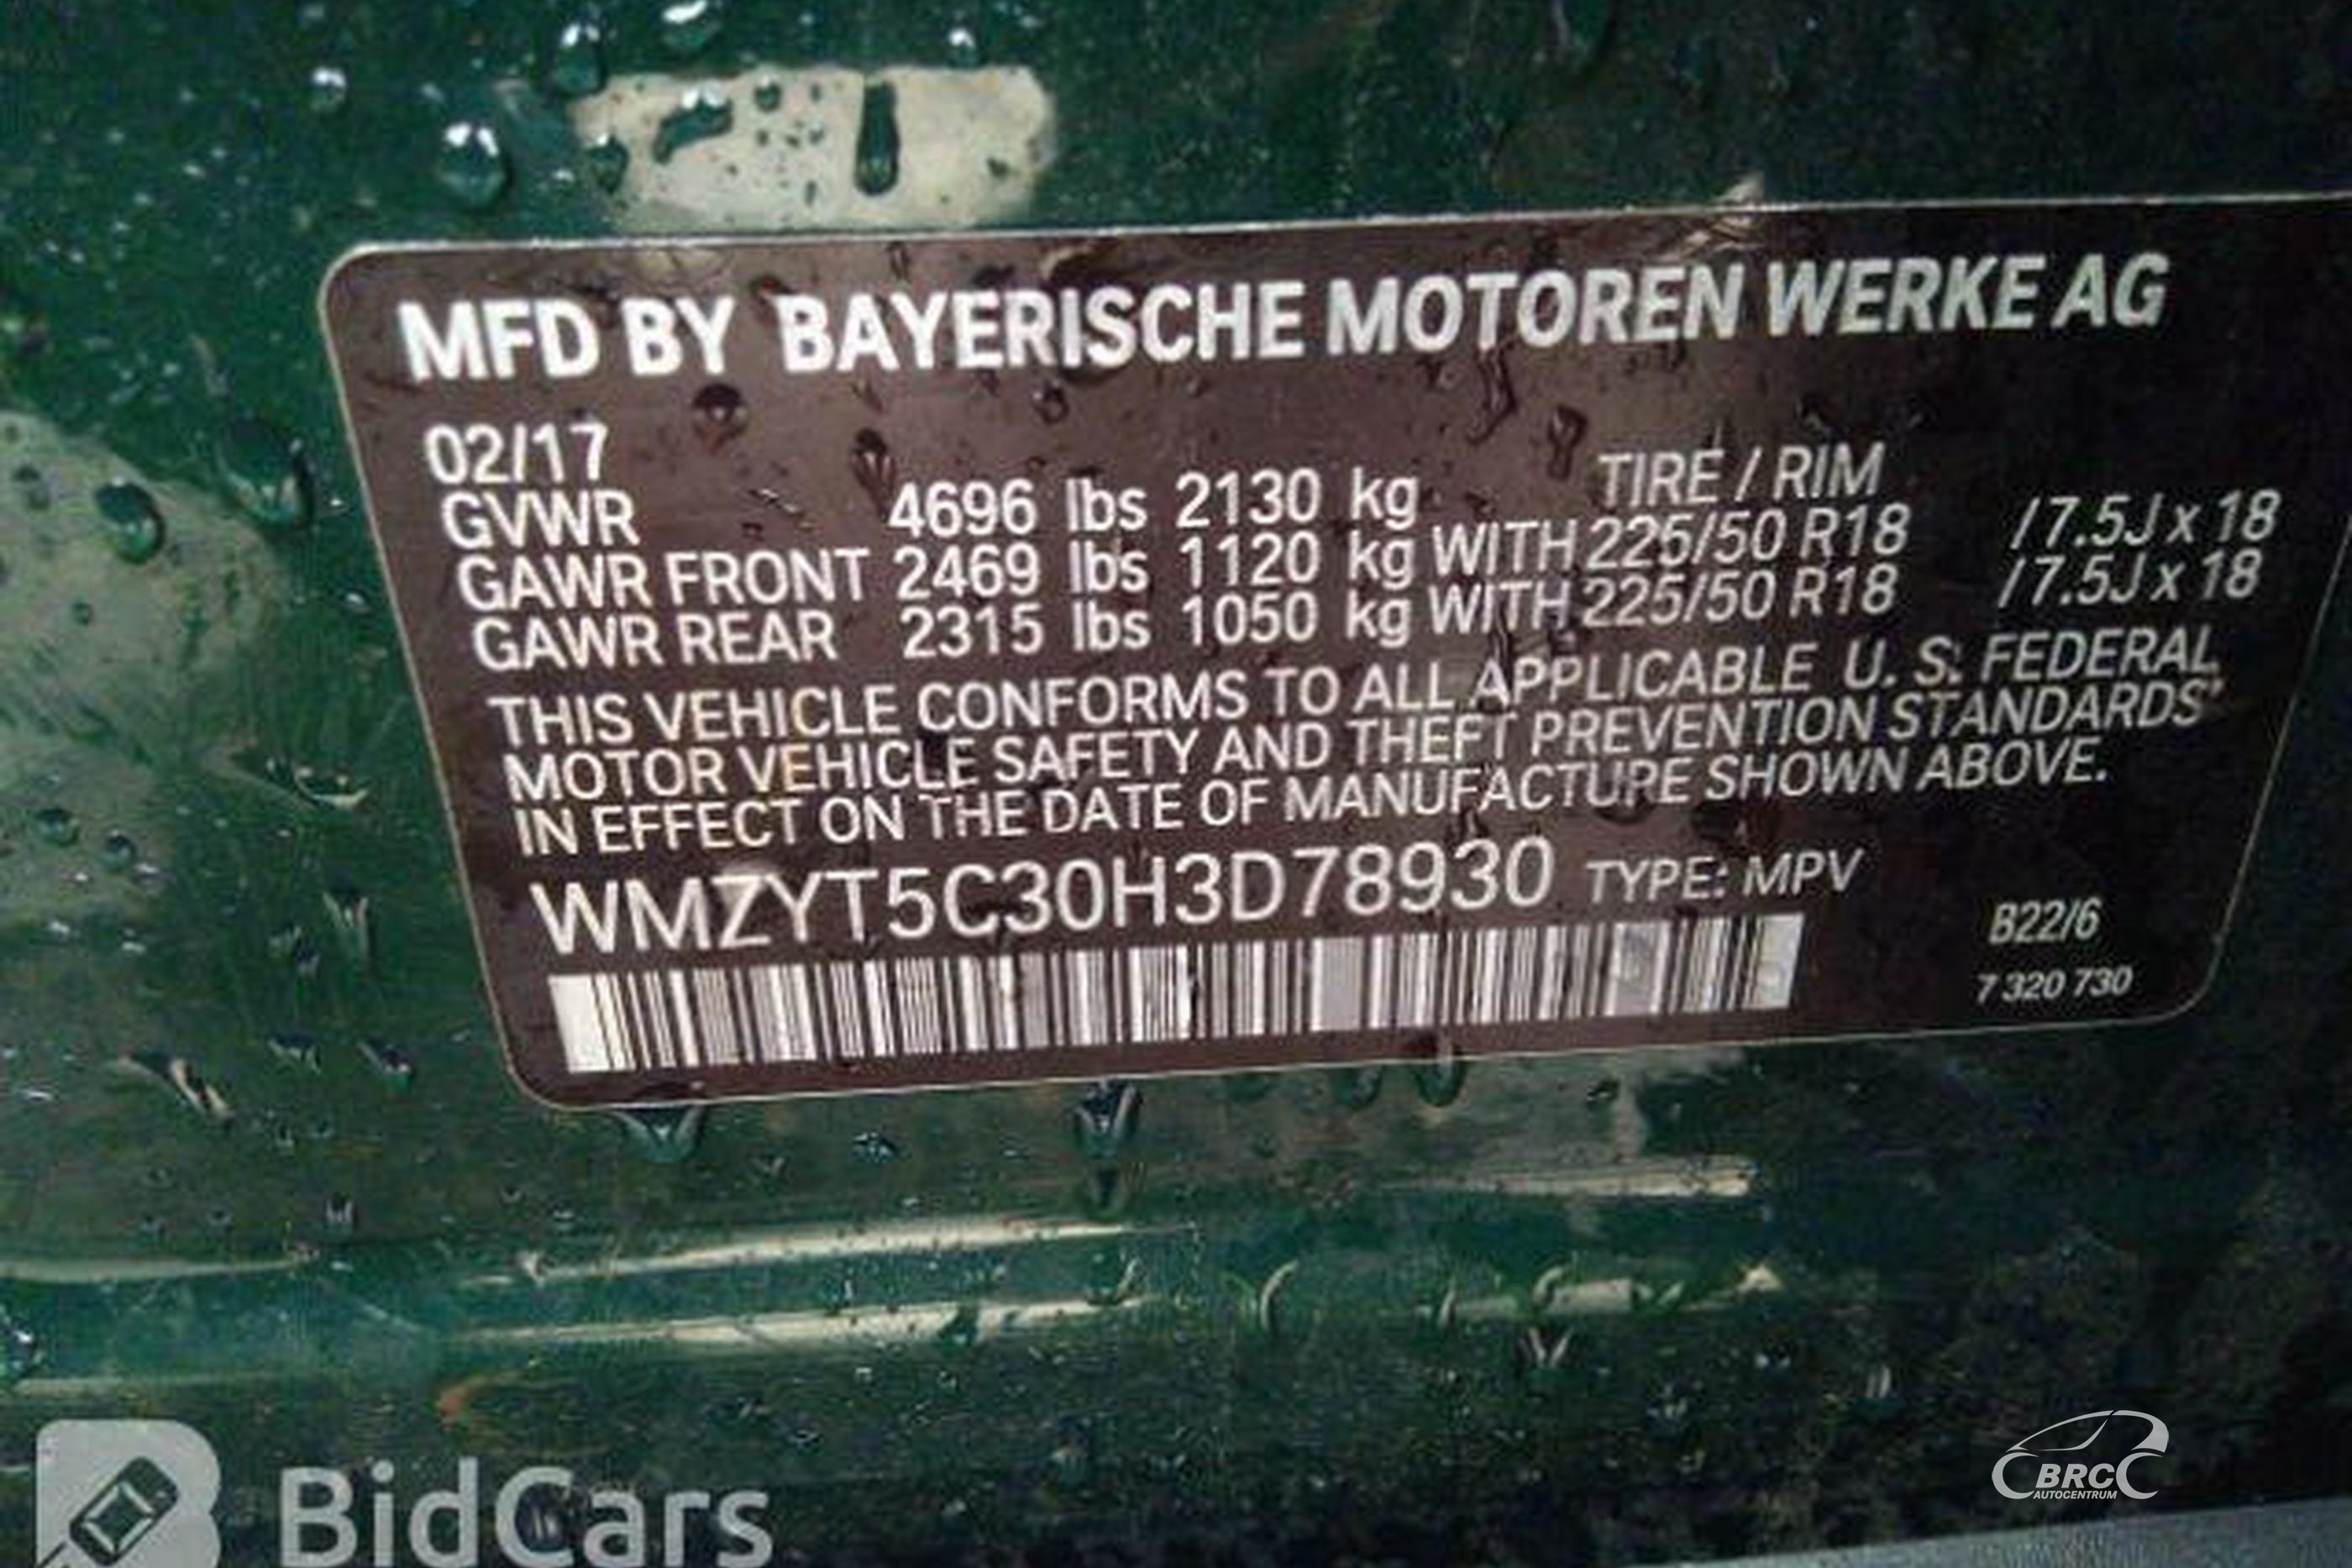 MFD BY BAYERISCHE MOTOREN WERKE AG
02/17
TIRE / RIM
GVWR 4696 lbs 2130 kg
GAWR FRONT 2469 lbs 1120 kg WITH 225/50 R18 / 7.5J x 18
GAWR REAR 2315 lbs 1050 kg WITH 225/50 R18 / 7.5J x 18
THIS VEHICLE CONFORMS TO ALL APPLICABLE U. S. FEDERAL
MOTOR VEHICLE SAFETY AND THEFT PREVENTION STANDARDS
IN EFFECT ON THE DATE OF MANUFACTURE SHOWN ABOVE.
WMZYT5C30H3D78930 TYPE: MPV
B22/6
7 320 730
BidCars
BRC
AUTOCENTRUM